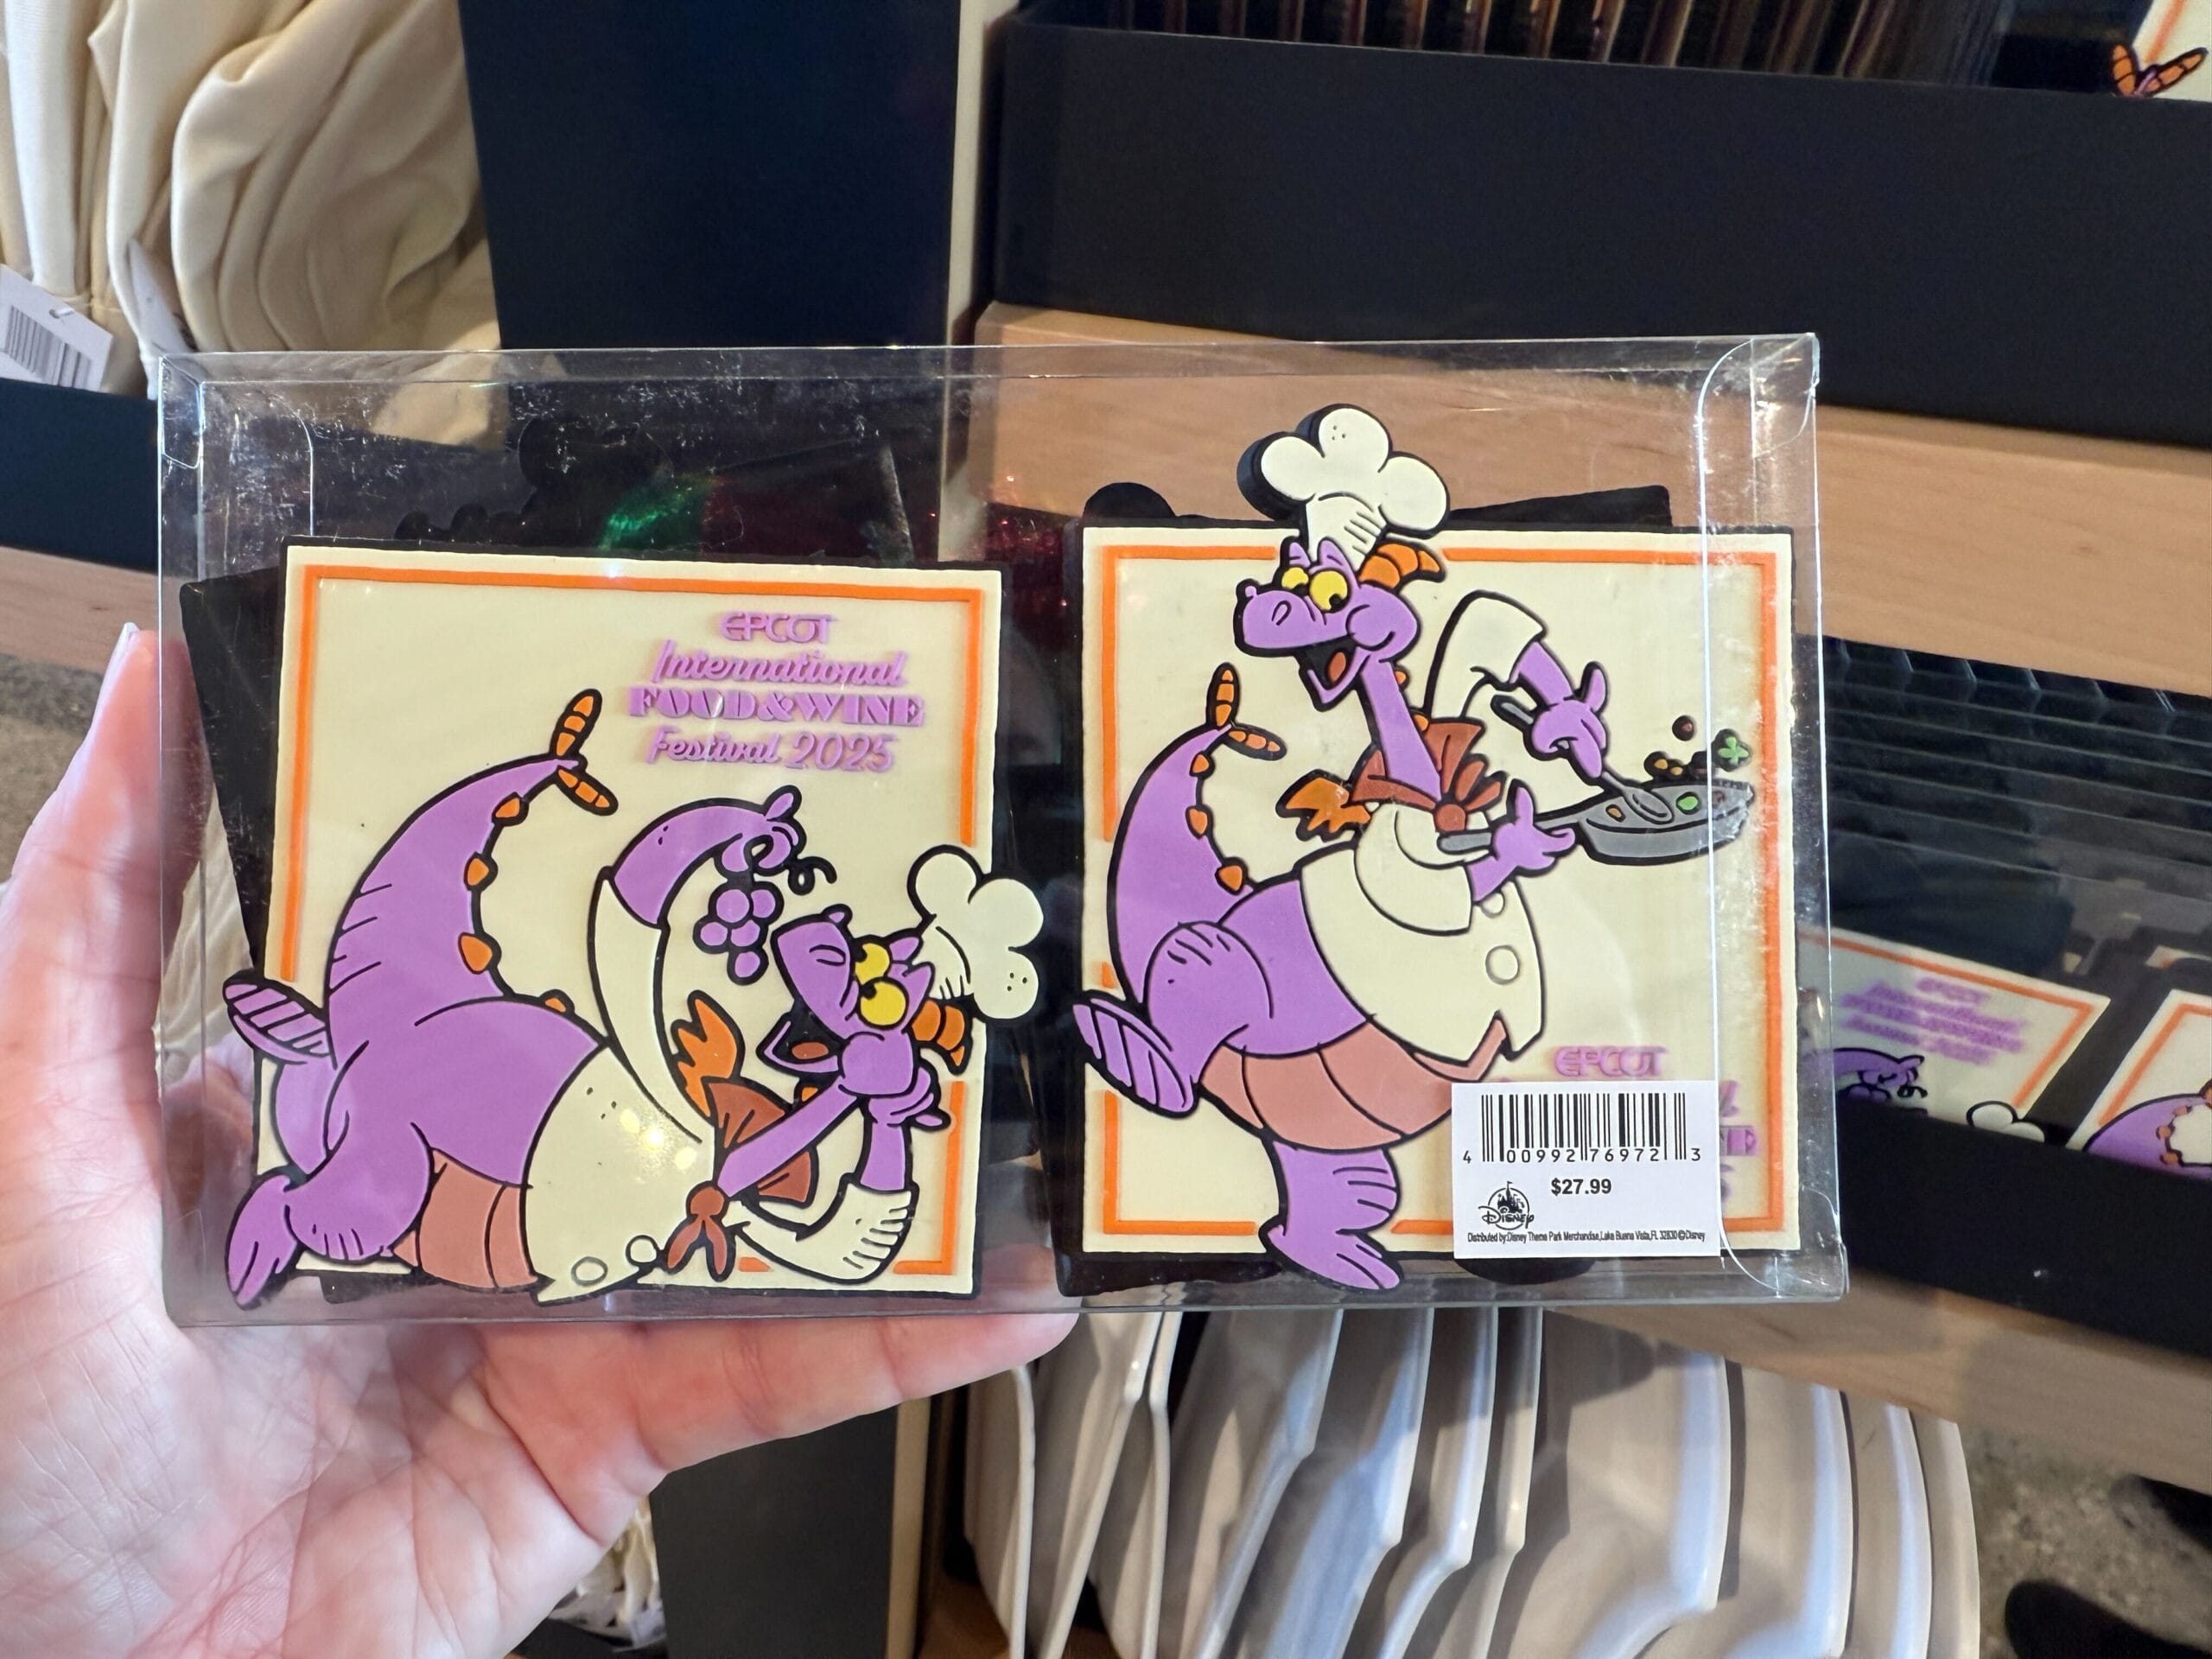 EPCOT
International
FOOD & WINE
Festival 2025
EPCOT
4 00992 76972 3
$27.99
Disney
Distributed by: Disney Theme Park Merchandise, Lake Buena Vista, FL 32830 © Disney
EPCOT